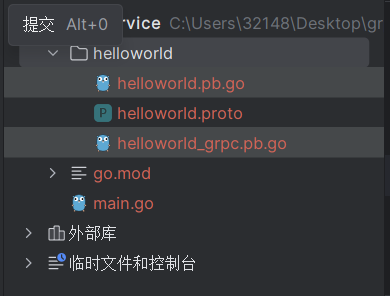 提交 Alt+0
ervice C:\Users\32148\Desktop\gr
helloworld
helloworld.pb.go
helloworld.proto
helloworld_grpc.pb.go
go.mod
main.go
外部库
临时文件和控制台